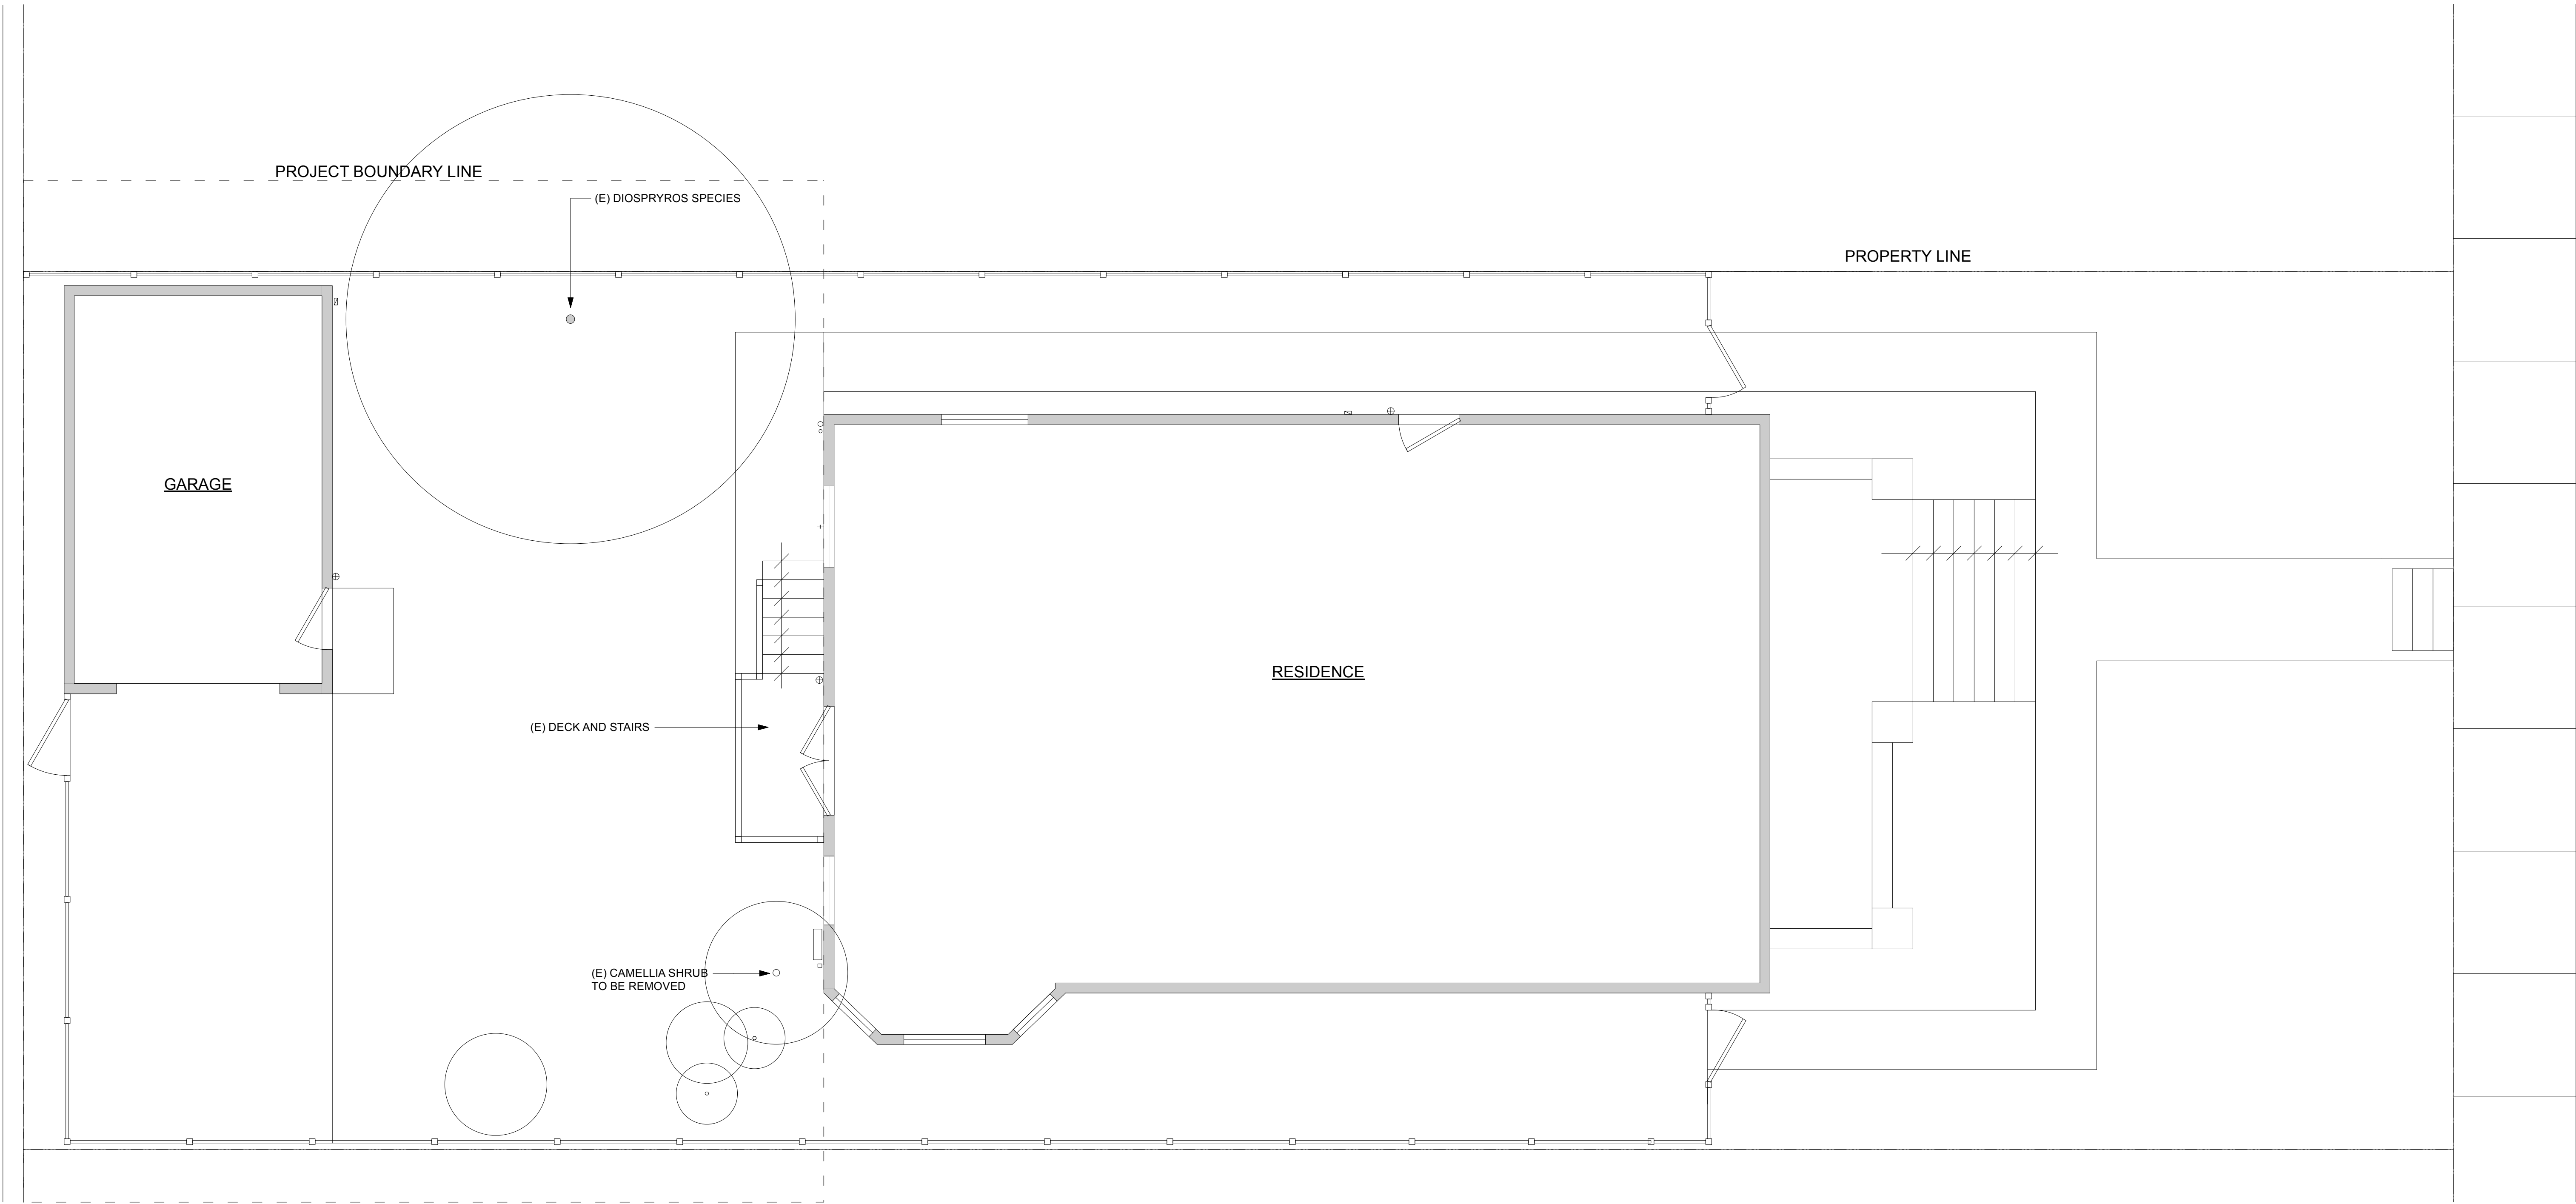 PROJECT BOUNDARY LINE
(E) DIOSPRYROS SPECIES
PROPERTY LINE
GARAGE
RESIDENCE
(E) DECK AND STAIRS
(E) CAMELLIA SHRUB
TO BE REMOVED